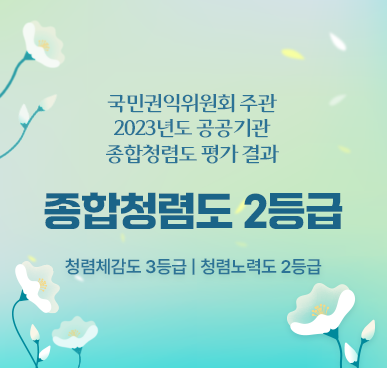 국민권익위원회 주관
2023년도 공공기관
종합청렴도 평가 결과
종합청렴도 2등급
청렴체감도 3등급 | 청렴노력도 2등급